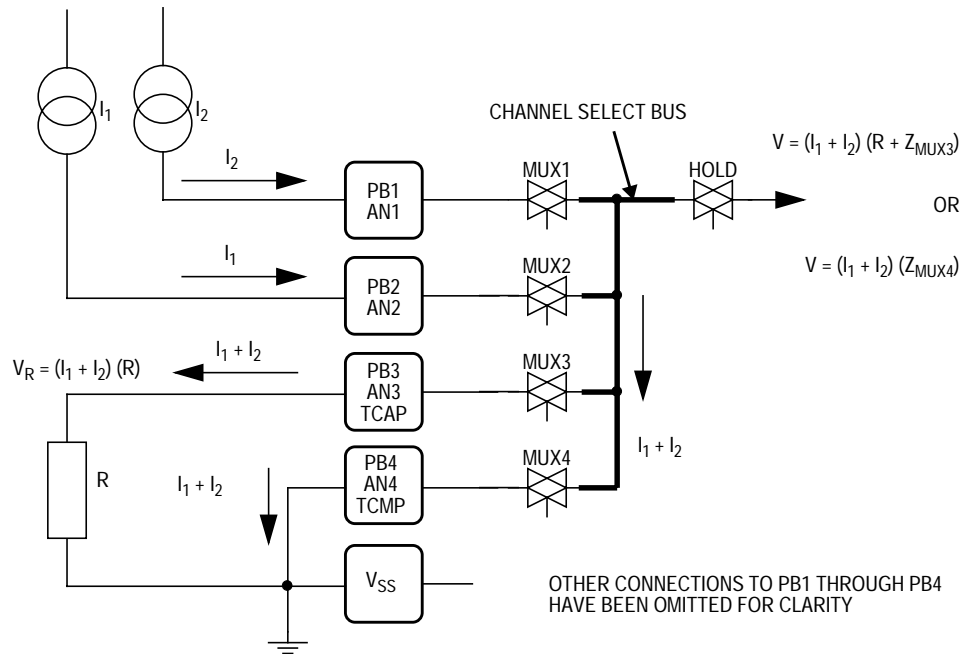 I1
I2
CHANNEL SELECT BUS
V = (I1 + I2) (R + ZMUX3)
I2
PB1
AN1
MUX1
HOLD
OR
I1
PB2
AN2
MUX2
V = (I1 + I2) (ZMUX4)
VR = (I1 + I2) (R)
I1 + I2
PB3
AN3
TCAP
MUX3
I1 + I2
R
I1 + I2
PB4
AN4
TCMP
MUX4
VSS
OTHER CONNECTIONS TO PB1 THROUGH PB4
HAVE BEEN OMITTED FOR CLARITY